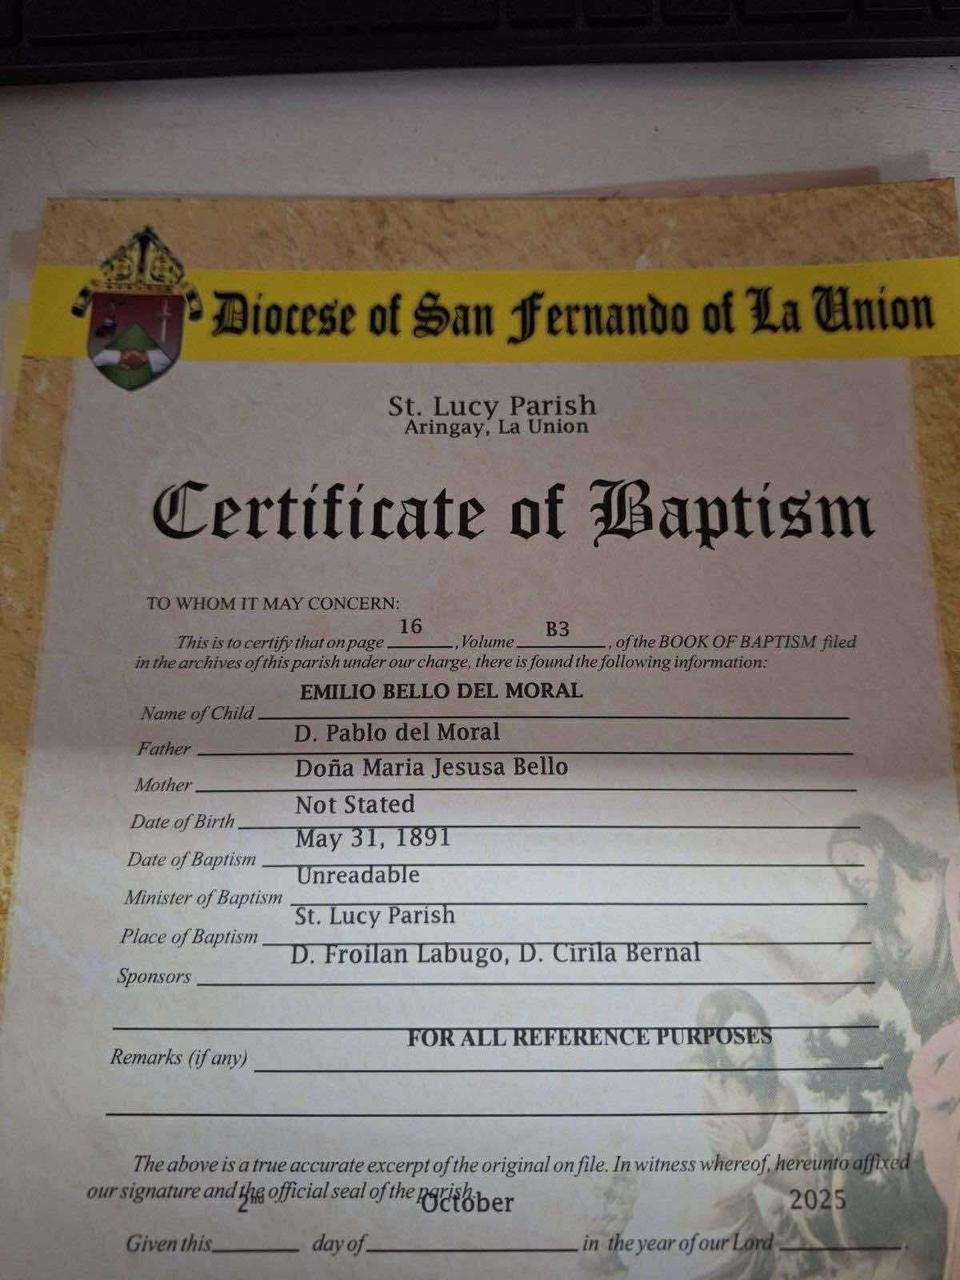 Diocese of San Fernando of La Union
St. Lucy Parish
Aringay, La Union
Certificate of Baptism
TO WHOM IT MAY CONCERN:
This is to certify that on page 16, Volume B3, of the BOOK OF BAPTISM filed
in the archives of this parish under our charge, there is found the following information:
Name of Child EMILIO BELLO DEL MORAL
Father D. Pablo del Moral
Mother Doña Maria Jesusa Bello
Date of Birth Not Stated
Date of Baptism May 31, 1891
Minister of Baptism Unreadable
Place of Baptism St. Lucy Parish
Sponsors D. Froilan Labugo, D. Cirila Bernal
Remarks (if any) FOR ALL REFERENCE PURPOSES
The above is a true accurate excerpt of the original on file. In witness whereof, hereunto affixed
our signature and the official seal of the parish.
Given this 2nd day of October in the year of our Lord 2025.